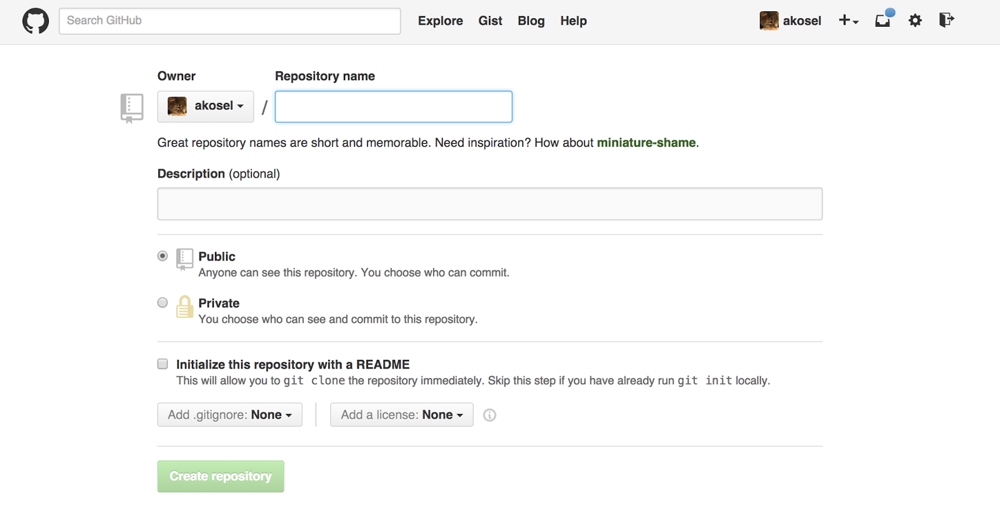 Search GitHub Explore Gist Blog Help akosel
Owner Repository name
akosel /
Great repository names are short and memorable. Need inspiration? How about miniature-shame.
Description (optional)
Public
Anyone can see this repository. You choose who can commit.
Private
You choose who can see and commit to this repository.
Initialize this repository with a README
This will allow you to git clone the repository immediately. Skip this step if you have already run git init locally.
Add .gitignore: None Add a license: None
Create repository